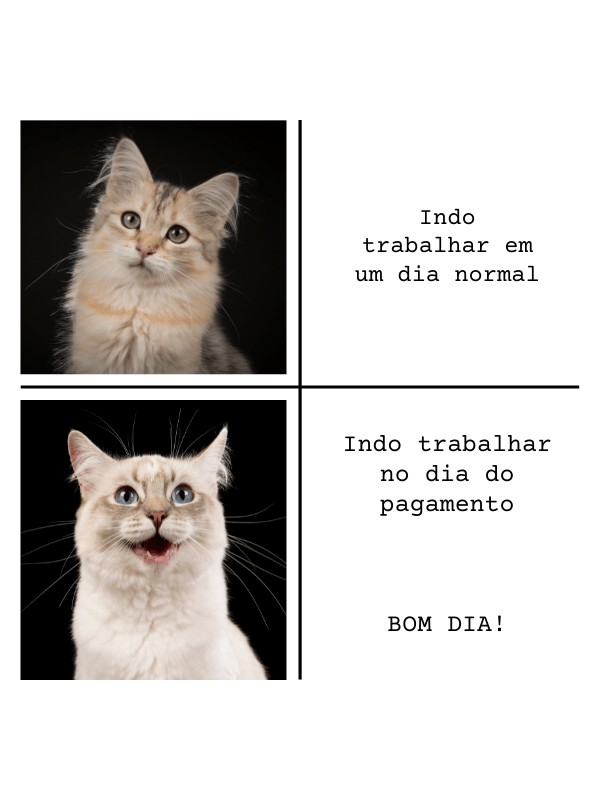 Indo
trabalhar em
um dia normal
Indo trabalhar
no dia do
pagamento
BOM DIA!